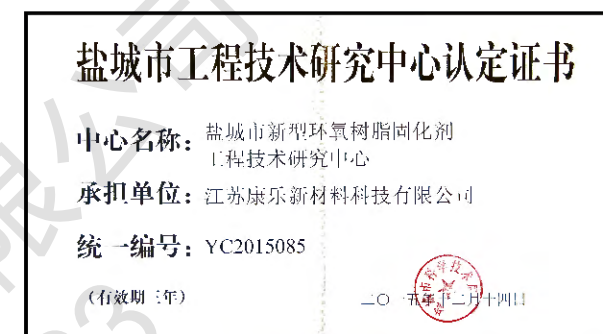 盐城市工程技术研究中心认定证书
中心名称：盐城市新型环氧树脂固化剂
工程技术研究中心
承担单位：江苏康乐新材料科技有限公司
统一编号：YC2015085
（有效期三年）
二〇一五年十二月十四日